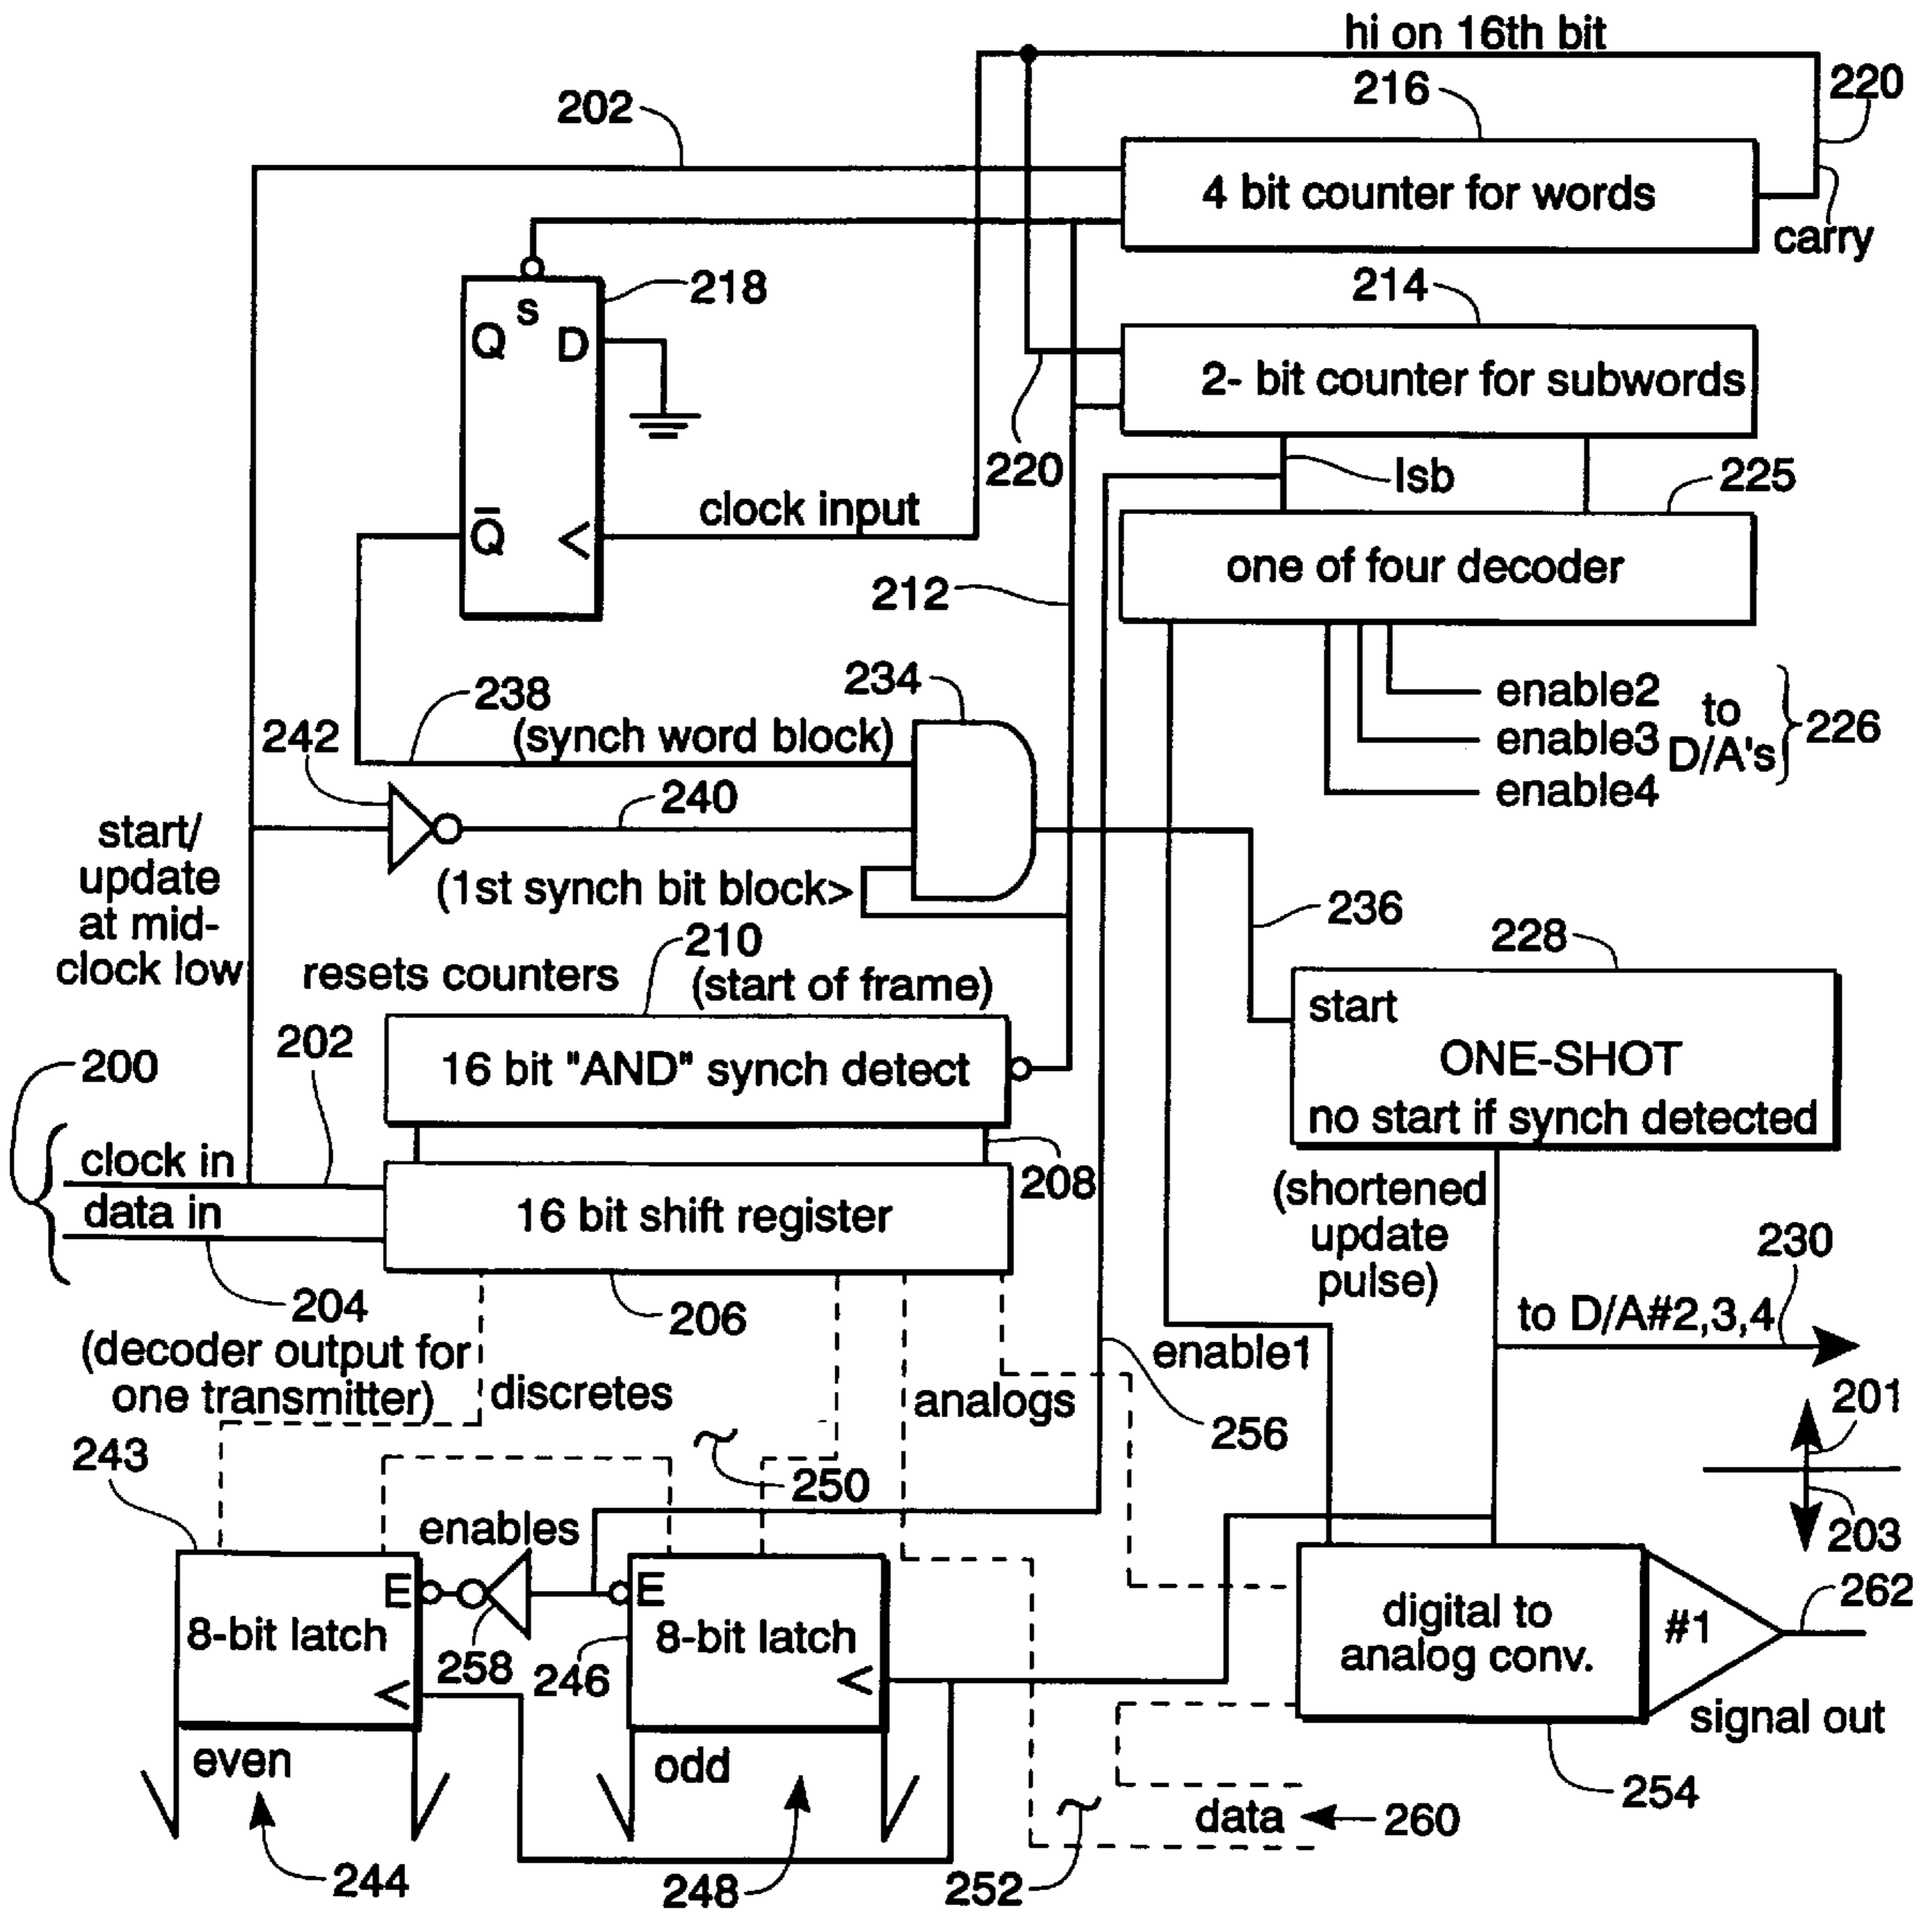 hi on 16th bit
216
220
202
4 bit counter for words
carry
214
218
S
Q
D
2- bit counter for subwords
220
lsb
225
clock input
Q̅
<
one of four decoder
212
234
238
enable2
to
(synch word block)
242
226
enable3
D/A's
240
enable4
start/
update
at mid-
clock low
(1st synch bit block>
236
210
228
resets counters
(start of frame)
start
202
200
16 bit "AND" synch detect
ONE-SHOT
no start if synch detected
clock in
208
(shortened
update
pulse)
data in
16 bit shift register
230
204
206
to D/A#2,3,4
(decoder output for
one transmitter)
enable1
discretes
analogs
201
256
243
250
enables
203
E
E
262
8-bit latch
8-bit latch
digital to
analog conv.
#1
258
246
<
<
signal out
even
odd
254
data
260
244
248
252